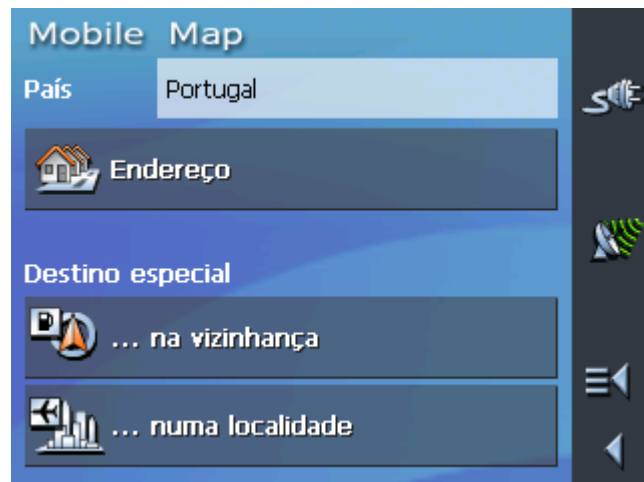 Mobile Map
País Portugal
Endereço
Destino especial
... na vizinhança
... numa localidade